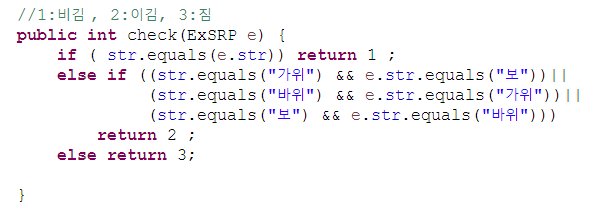 //1:비김 , 2:이김, 3:짐
public int check(ExSRP e) {
if ( str.equals(e.str)) return 1 ;
else if ((str.equals("가위") && e.str.equals("보"))||
(str.equals("바위") && e.str.equals("가위"))||
(str.equals("보") && e.str.equals("바위")))
return 2 ;
else return 3;
}